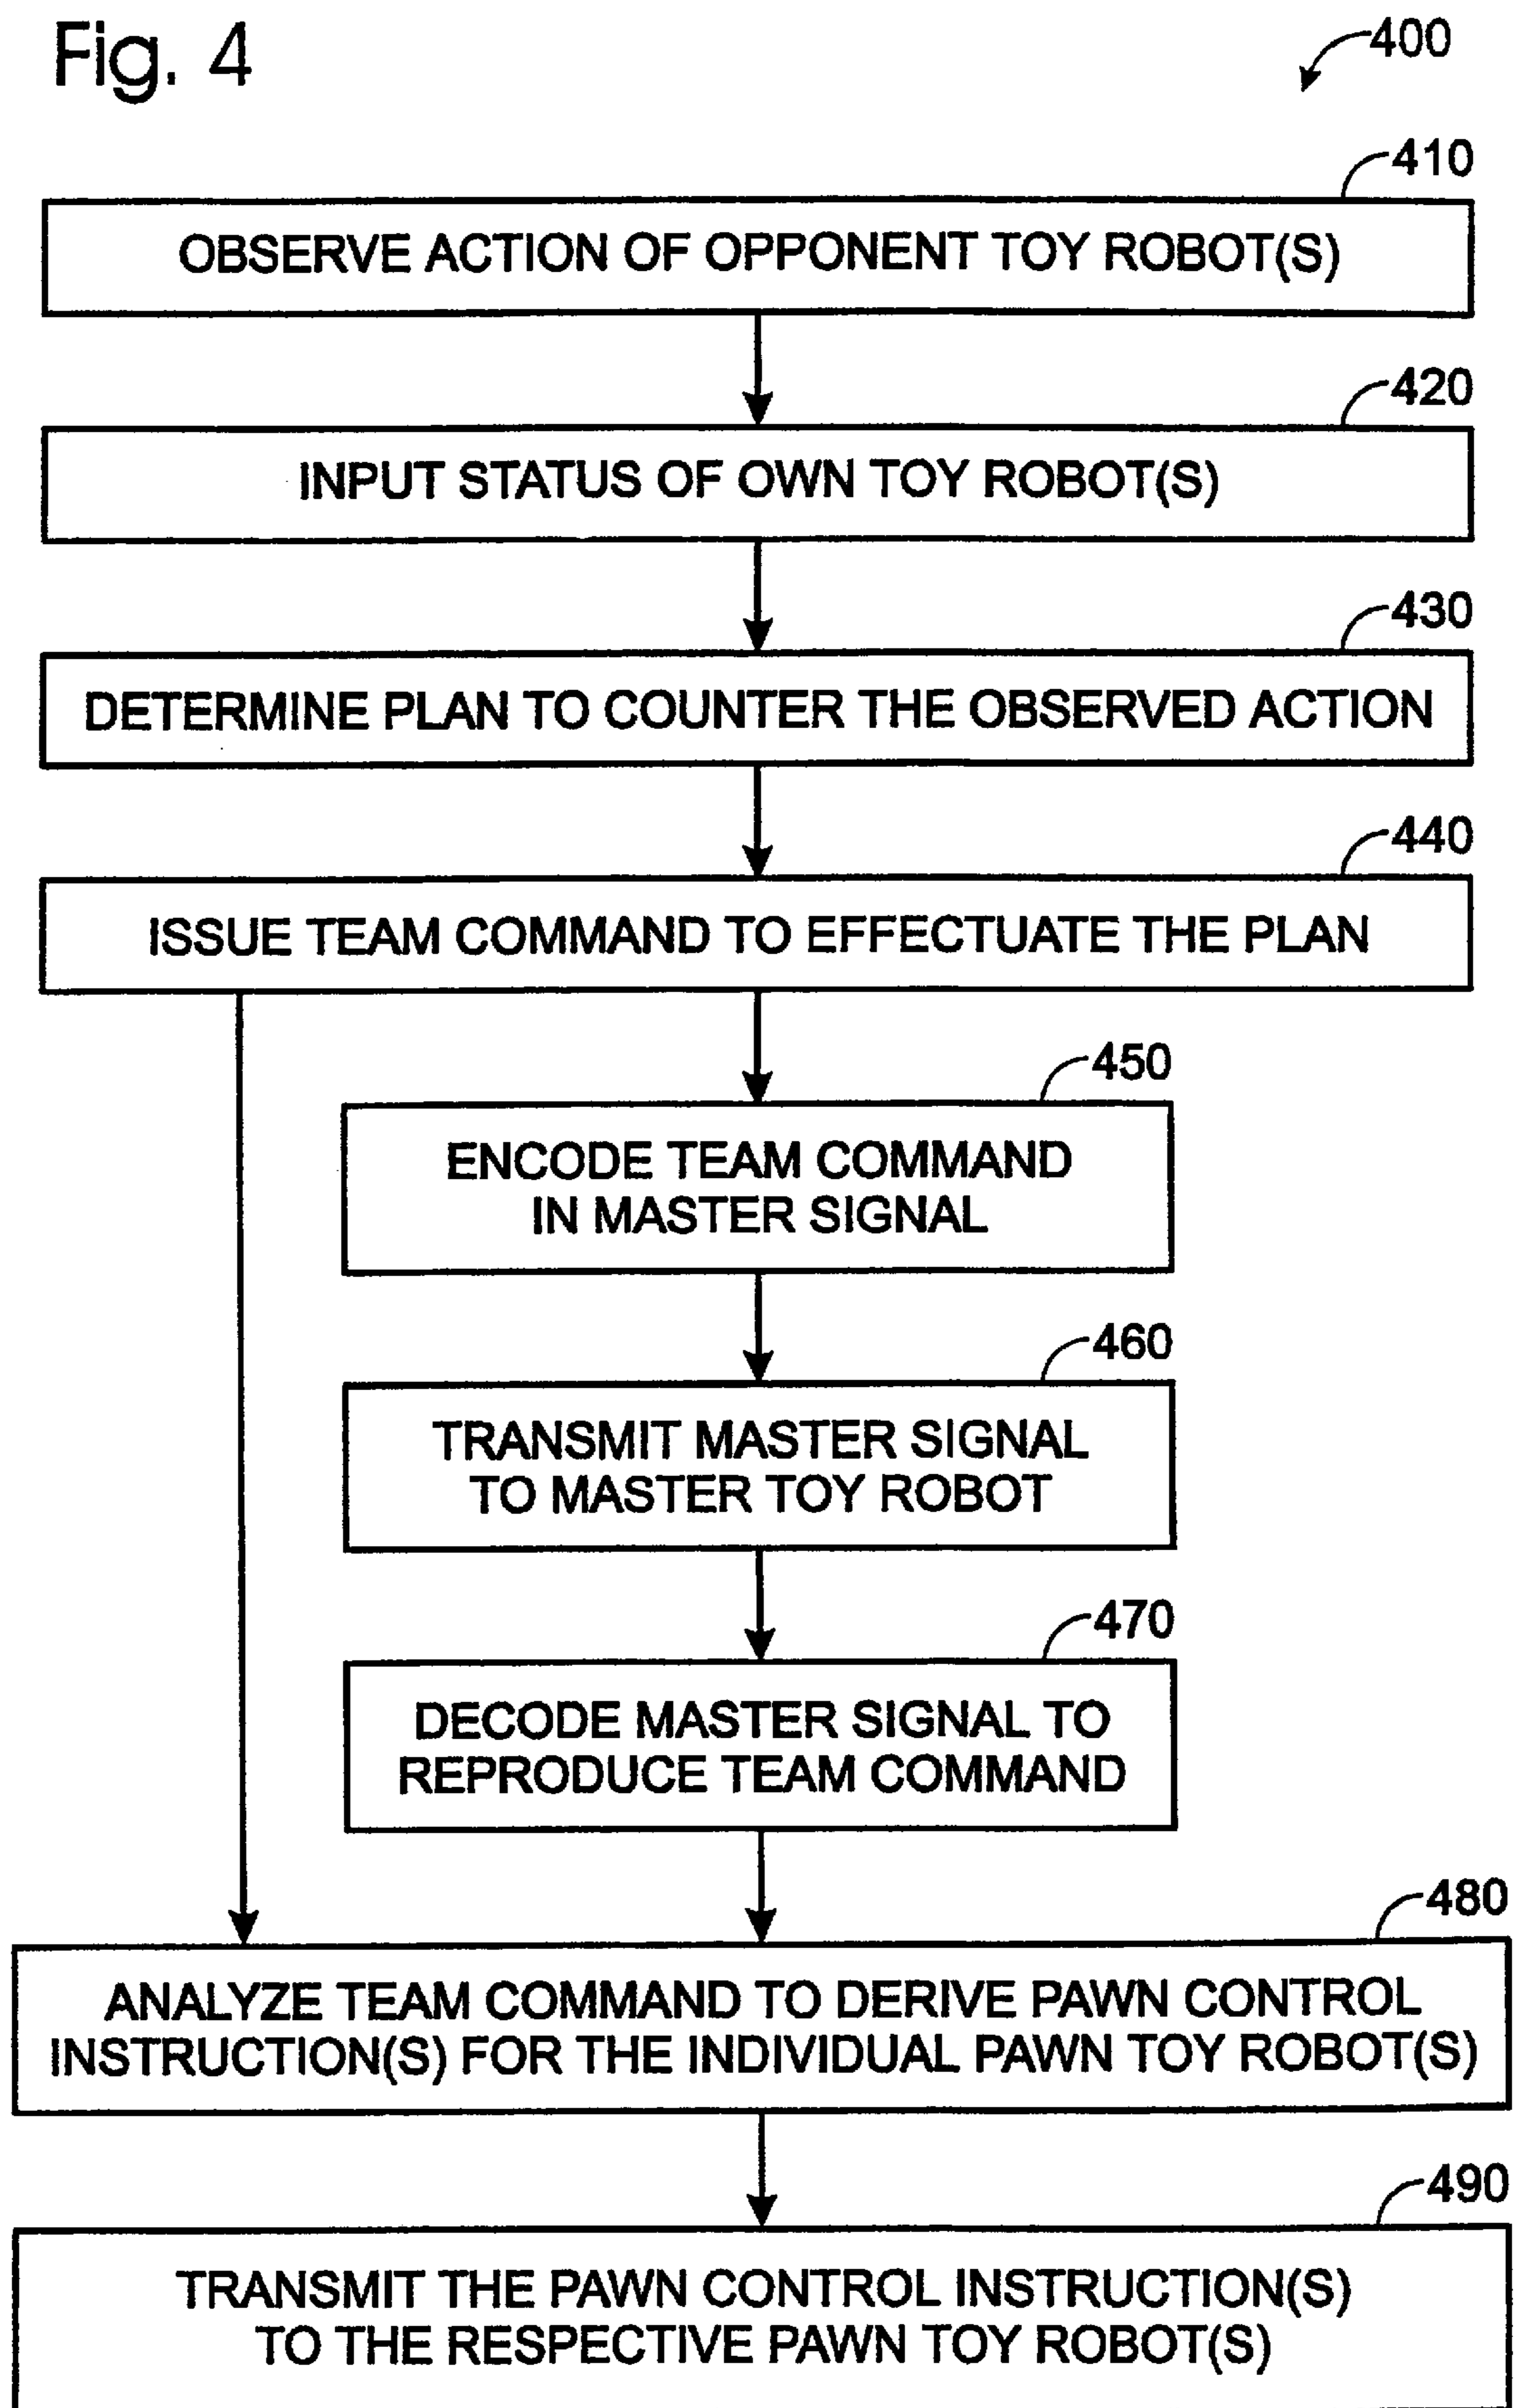 Fig. 4
400
410
OBSERVE ACTION OF OPPONENT TOY ROBOT(S)
420
INPUT STATUS OF OWN TOY ROBOT(S)
430
DETERMINE PLAN TO COUNTER THE OBSERVED ACTION
440
ISSUE TEAM COMMAND TO EFFECTUATE THE PLAN
450
ENCODE TEAM COMMAND
IN MASTER SIGNAL
460
TRANSMIT MASTER SIGNAL
TO MASTER TOY ROBOT
470
DECODE MASTER SIGNAL TO
REPRODUCE TEAM COMMAND
480
ANALYZE TEAM COMMAND TO DERIVE PAWN CONTROL
INSTRUCTION(S) FOR THE INDIVIDUAL PAWN TOY ROBOT(S)
490
TRANSMIT THE PAWN CONTROL INSTRUCTION(S)
TO THE RESPECTIVE PAWN TOY ROBOT(S)